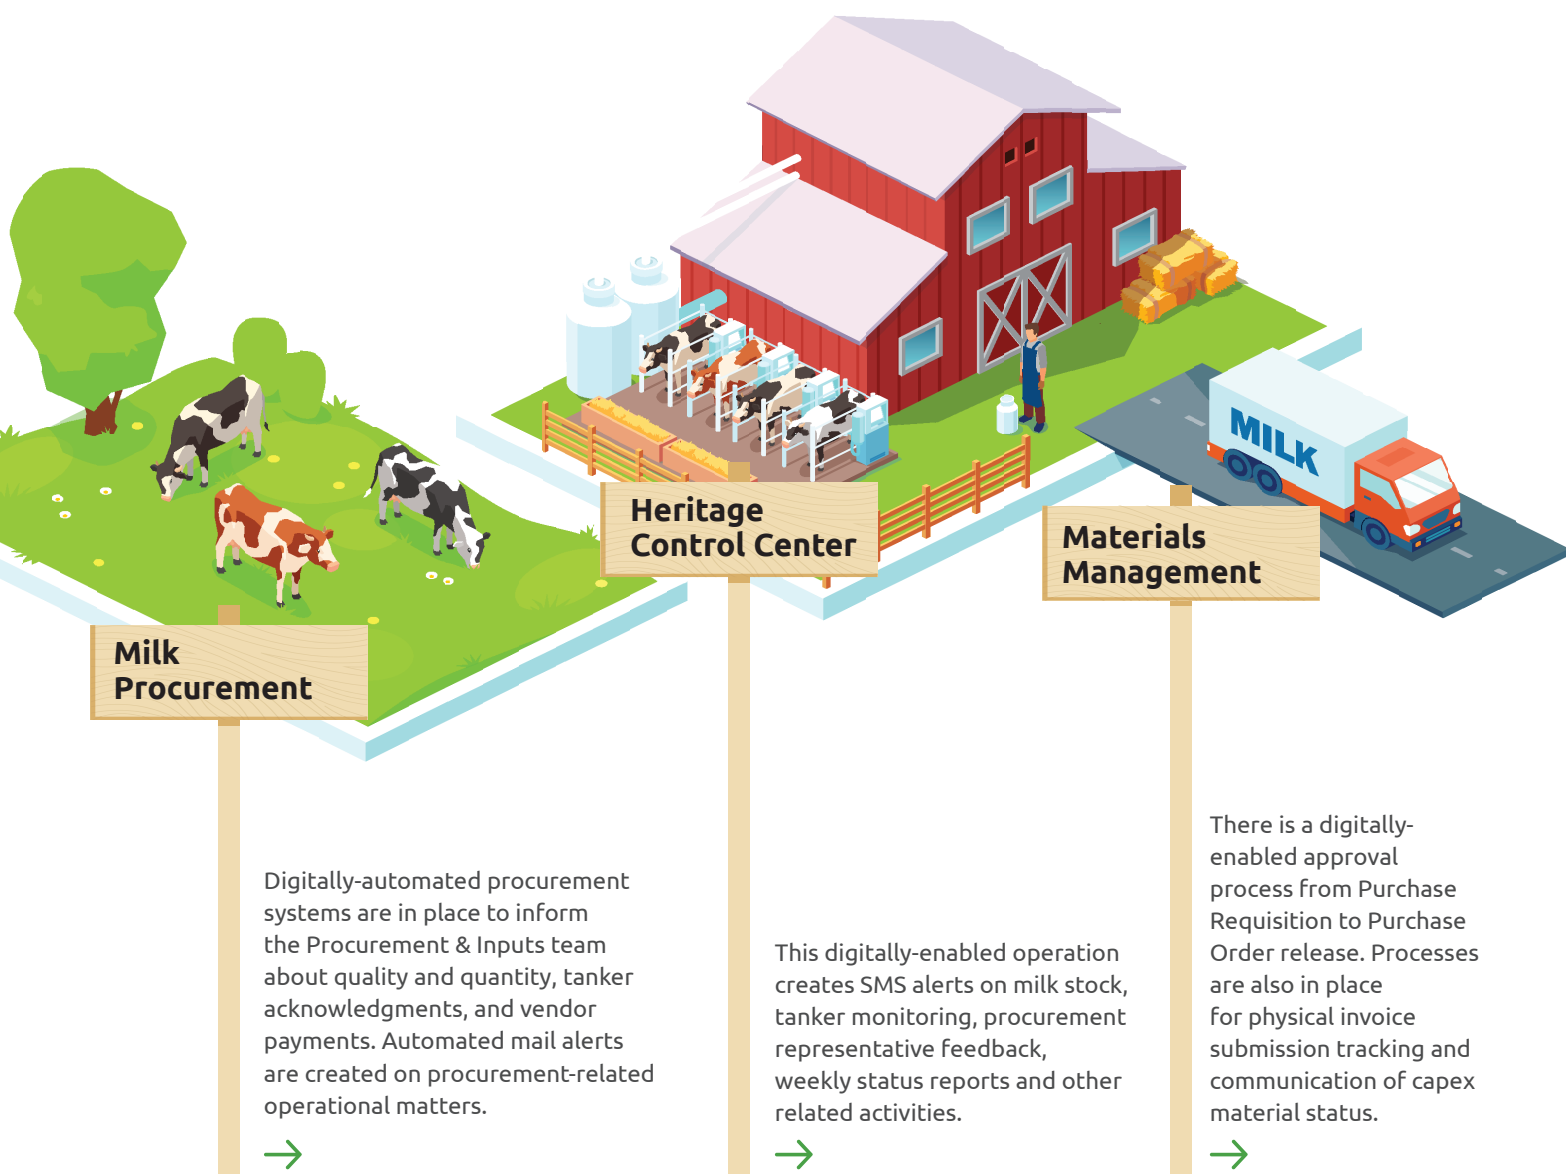 MILK
Heritage
Control Center
Materials
Management
Milk
Procurement
Digitally-automated procurement
systems are in place to inform
the Procurement & Inputs team
about quality and quantity, tanker
acknowledgments, and vendor
payments. Automated mail alerts
are created on procurement-related
operational matters.
This digitally-enabled operation
creates SMS alerts on milk stock,
tanker monitoring, procurement
representative feedback,
weekly status reports and other
related activities.
There is a digitally-
enabled approval
process from Purchase
Requisition to Purchase
Order release. Processes
are also in place
for physical invoice
submission tracking and
communication of capex
material status.